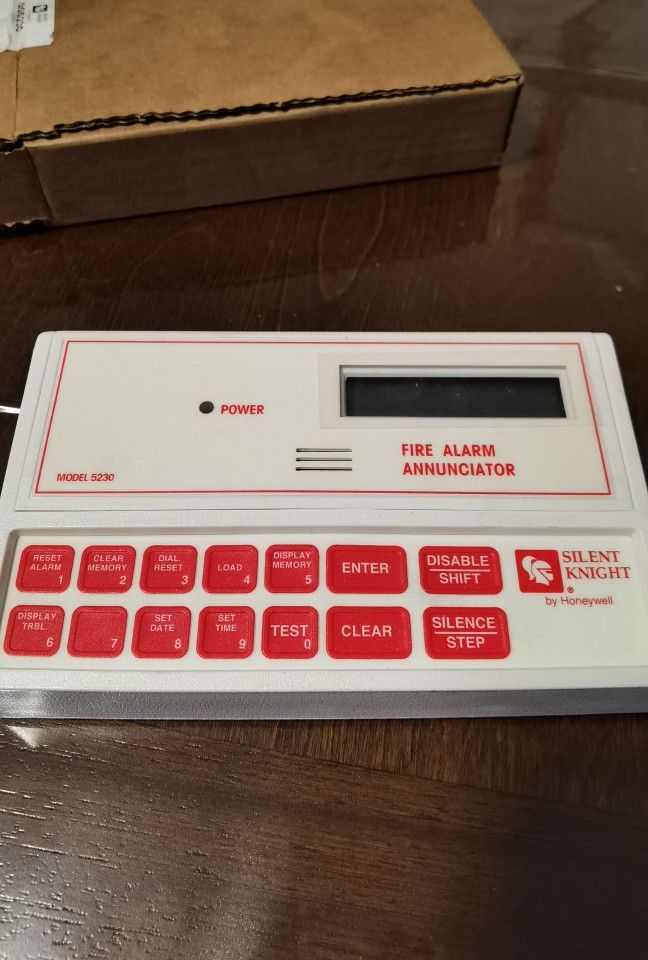 POWER
FIRE ALARM
ANNUNCIATOR
MODEL 5230
RESET
ALARM
1
CLEAR
MEMORY
2
DIAL.
RESET
3
LOAD
4
DISPLAY
MEMORY
5
ENTER
DISABLE
SHIFT
SILENT
KNIGHT
®
by Honeywell
DISPLAY
TRBL.
6
7
SET
DATE
8
SET
TIME
9
TEST
0
CLEAR
SILENCE
STEP